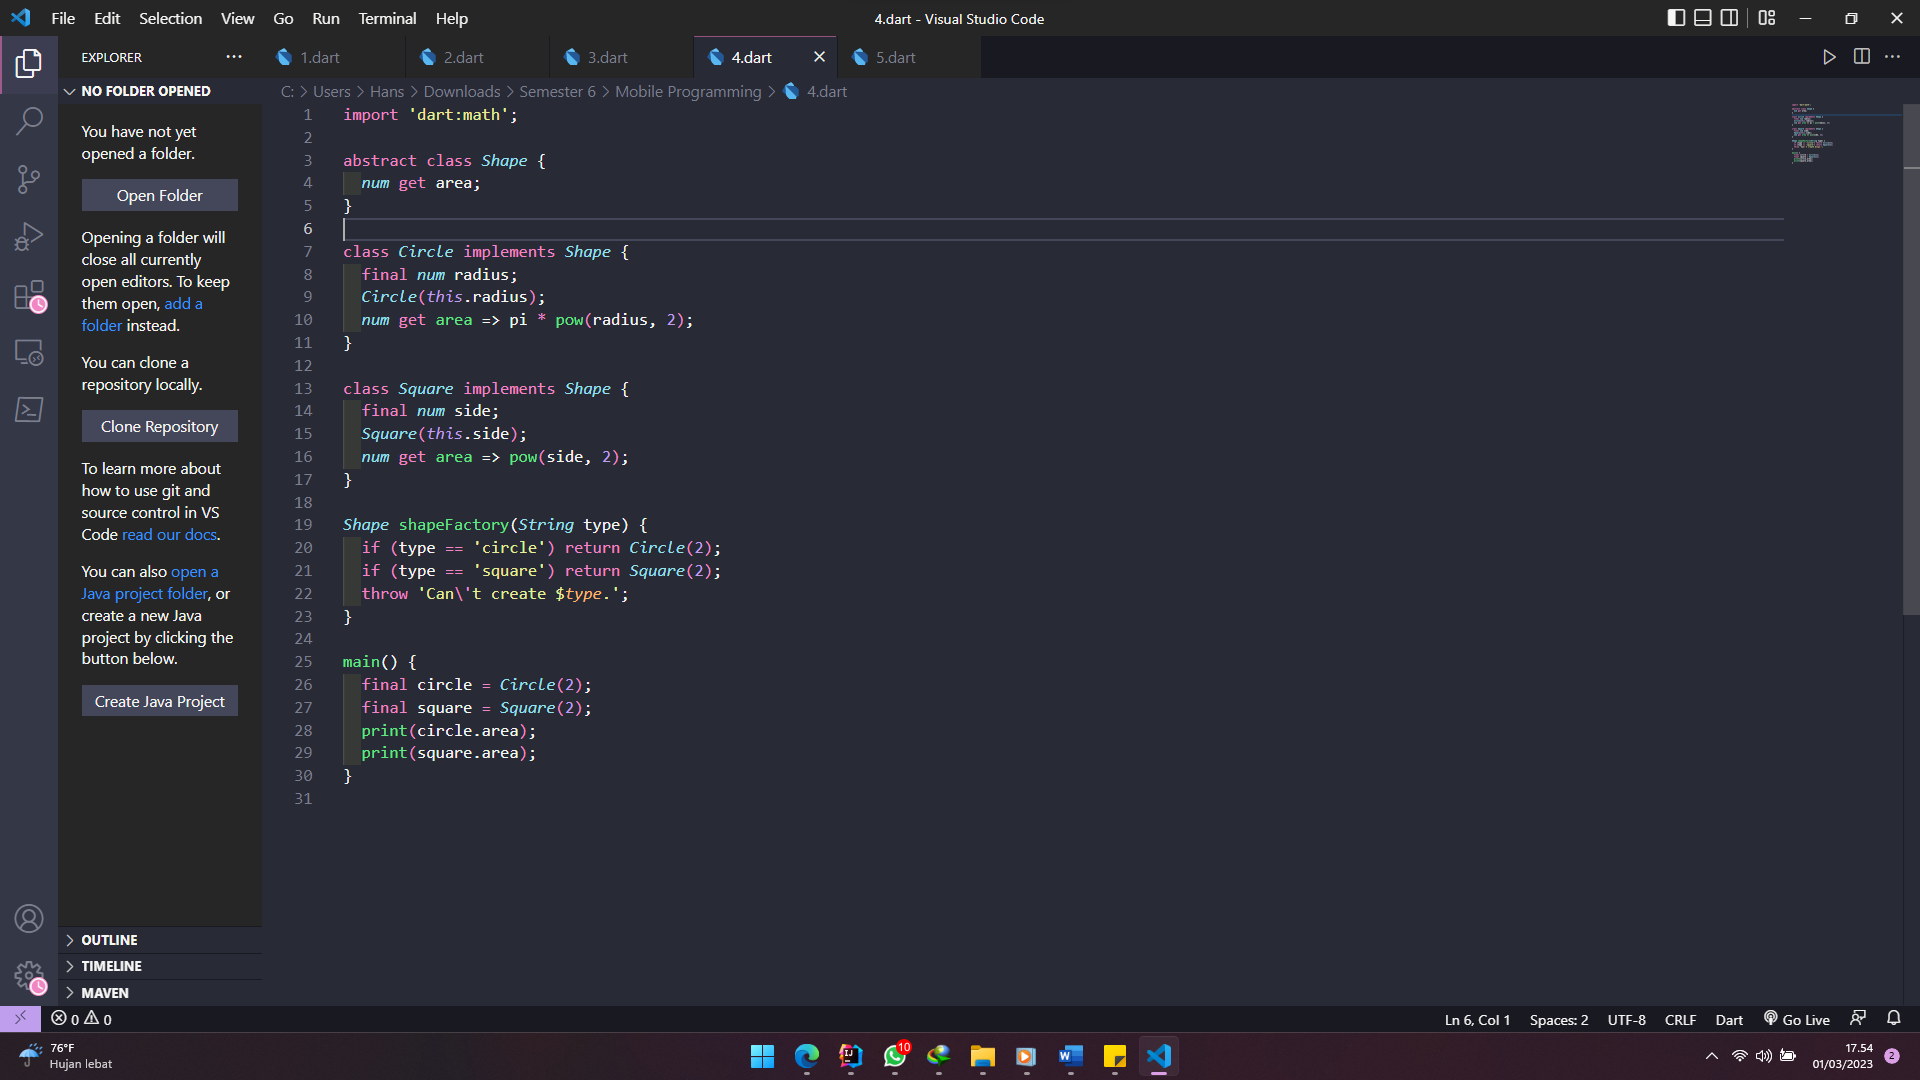 File Edit Selection View Go Run Terminal Help
4.dart - Visual Studio Code
EXPLORER
1.dart
2.dart
3.dart
4.dart
5.dart
NO FOLDER OPENED
You have not yet
opened a folder.
Open Folder
Opening a folder will
close all currently
open editors. To keep
them open, add a
folder instead.
You can clone a
repository locally.
Clone Repository
To learn more about
how to use git and
source control in VS
Code read our docs.
You can also open a
Java project folder, or
create a new Java
project by clicking the
button below.
Create Java Project
OUTLINE
TIMELINE
MAVEN
C: > Users > Hans > Downloads > Semester 6 > Mobile Programming > 4.dart
1 import 'dart:math';
2
3 abstract class Shape {
4   num get area;
5 }
6
7 class Circle implements Shape {
8   final num radius;
9   Circle(this.radius);
10   num get area => pi * pow(radius, 2);
11 }
12
13 class Square implements Shape {
14   final num side;
15   Square(this.side);
16   num get area => pow(side, 2);
17 }
18
19 Shape shapeFactory(String type) {
20   if (type == 'circle') return Circle(2);
21   if (type == 'square') return Square(2);
22   throw 'Can\'t create $type.';
23 }
24
25 main() {
26   final circle = Circle(2);
27   final square = Square(2);
28   print(circle.area);
29   print(square.area);
30 }
31
0 0
Ln 6, Col 1
Spaces: 2
UTF-8
CRLF
Dart
Go Live
76°F
Hujan lebat
IJ
10
W
17.54
01/03/2023
2